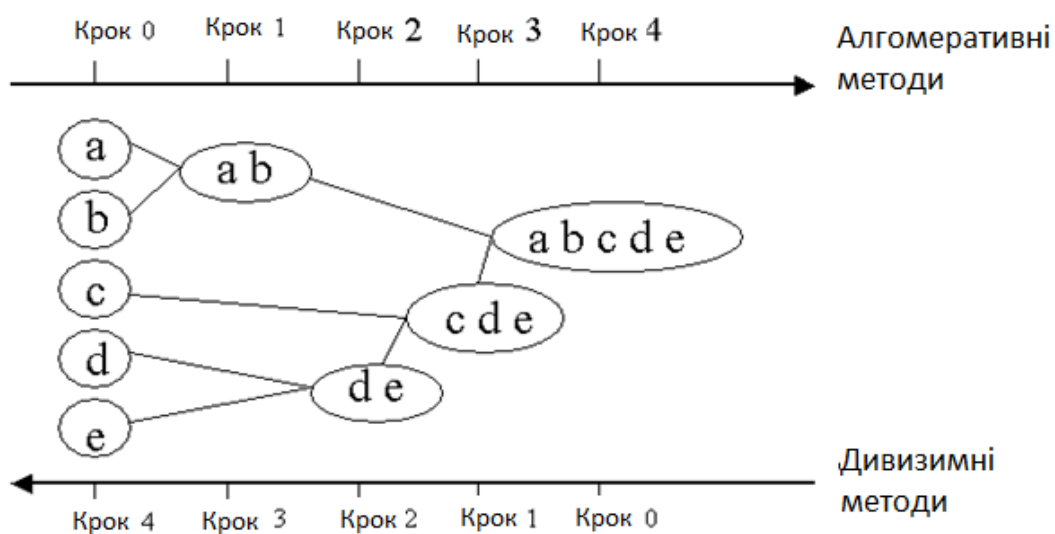 Крок 0 Крок 1 Крок 2 Крок 3 Крок 4
Алгомеративні
методи
a
a b
b
a b c d e
c
c d e
d
d e
e
Дивизимні
методи
Крок 4 Крок 3 Крок 2 Крок 1 Крок 0